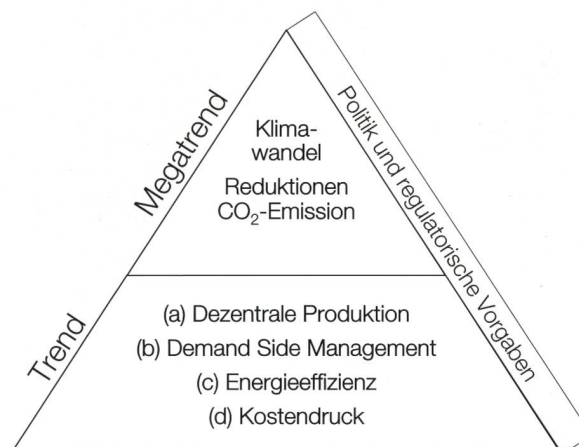 Megatrend
Klima-
wandel
Reduktionen
CO₂-Emission
Politik und regulatorische Vorgaben
Trend
(a) Dezentrale Produktion
(b) Demand Side Management
(c) Energieeffizienz
(d) Kostendruck